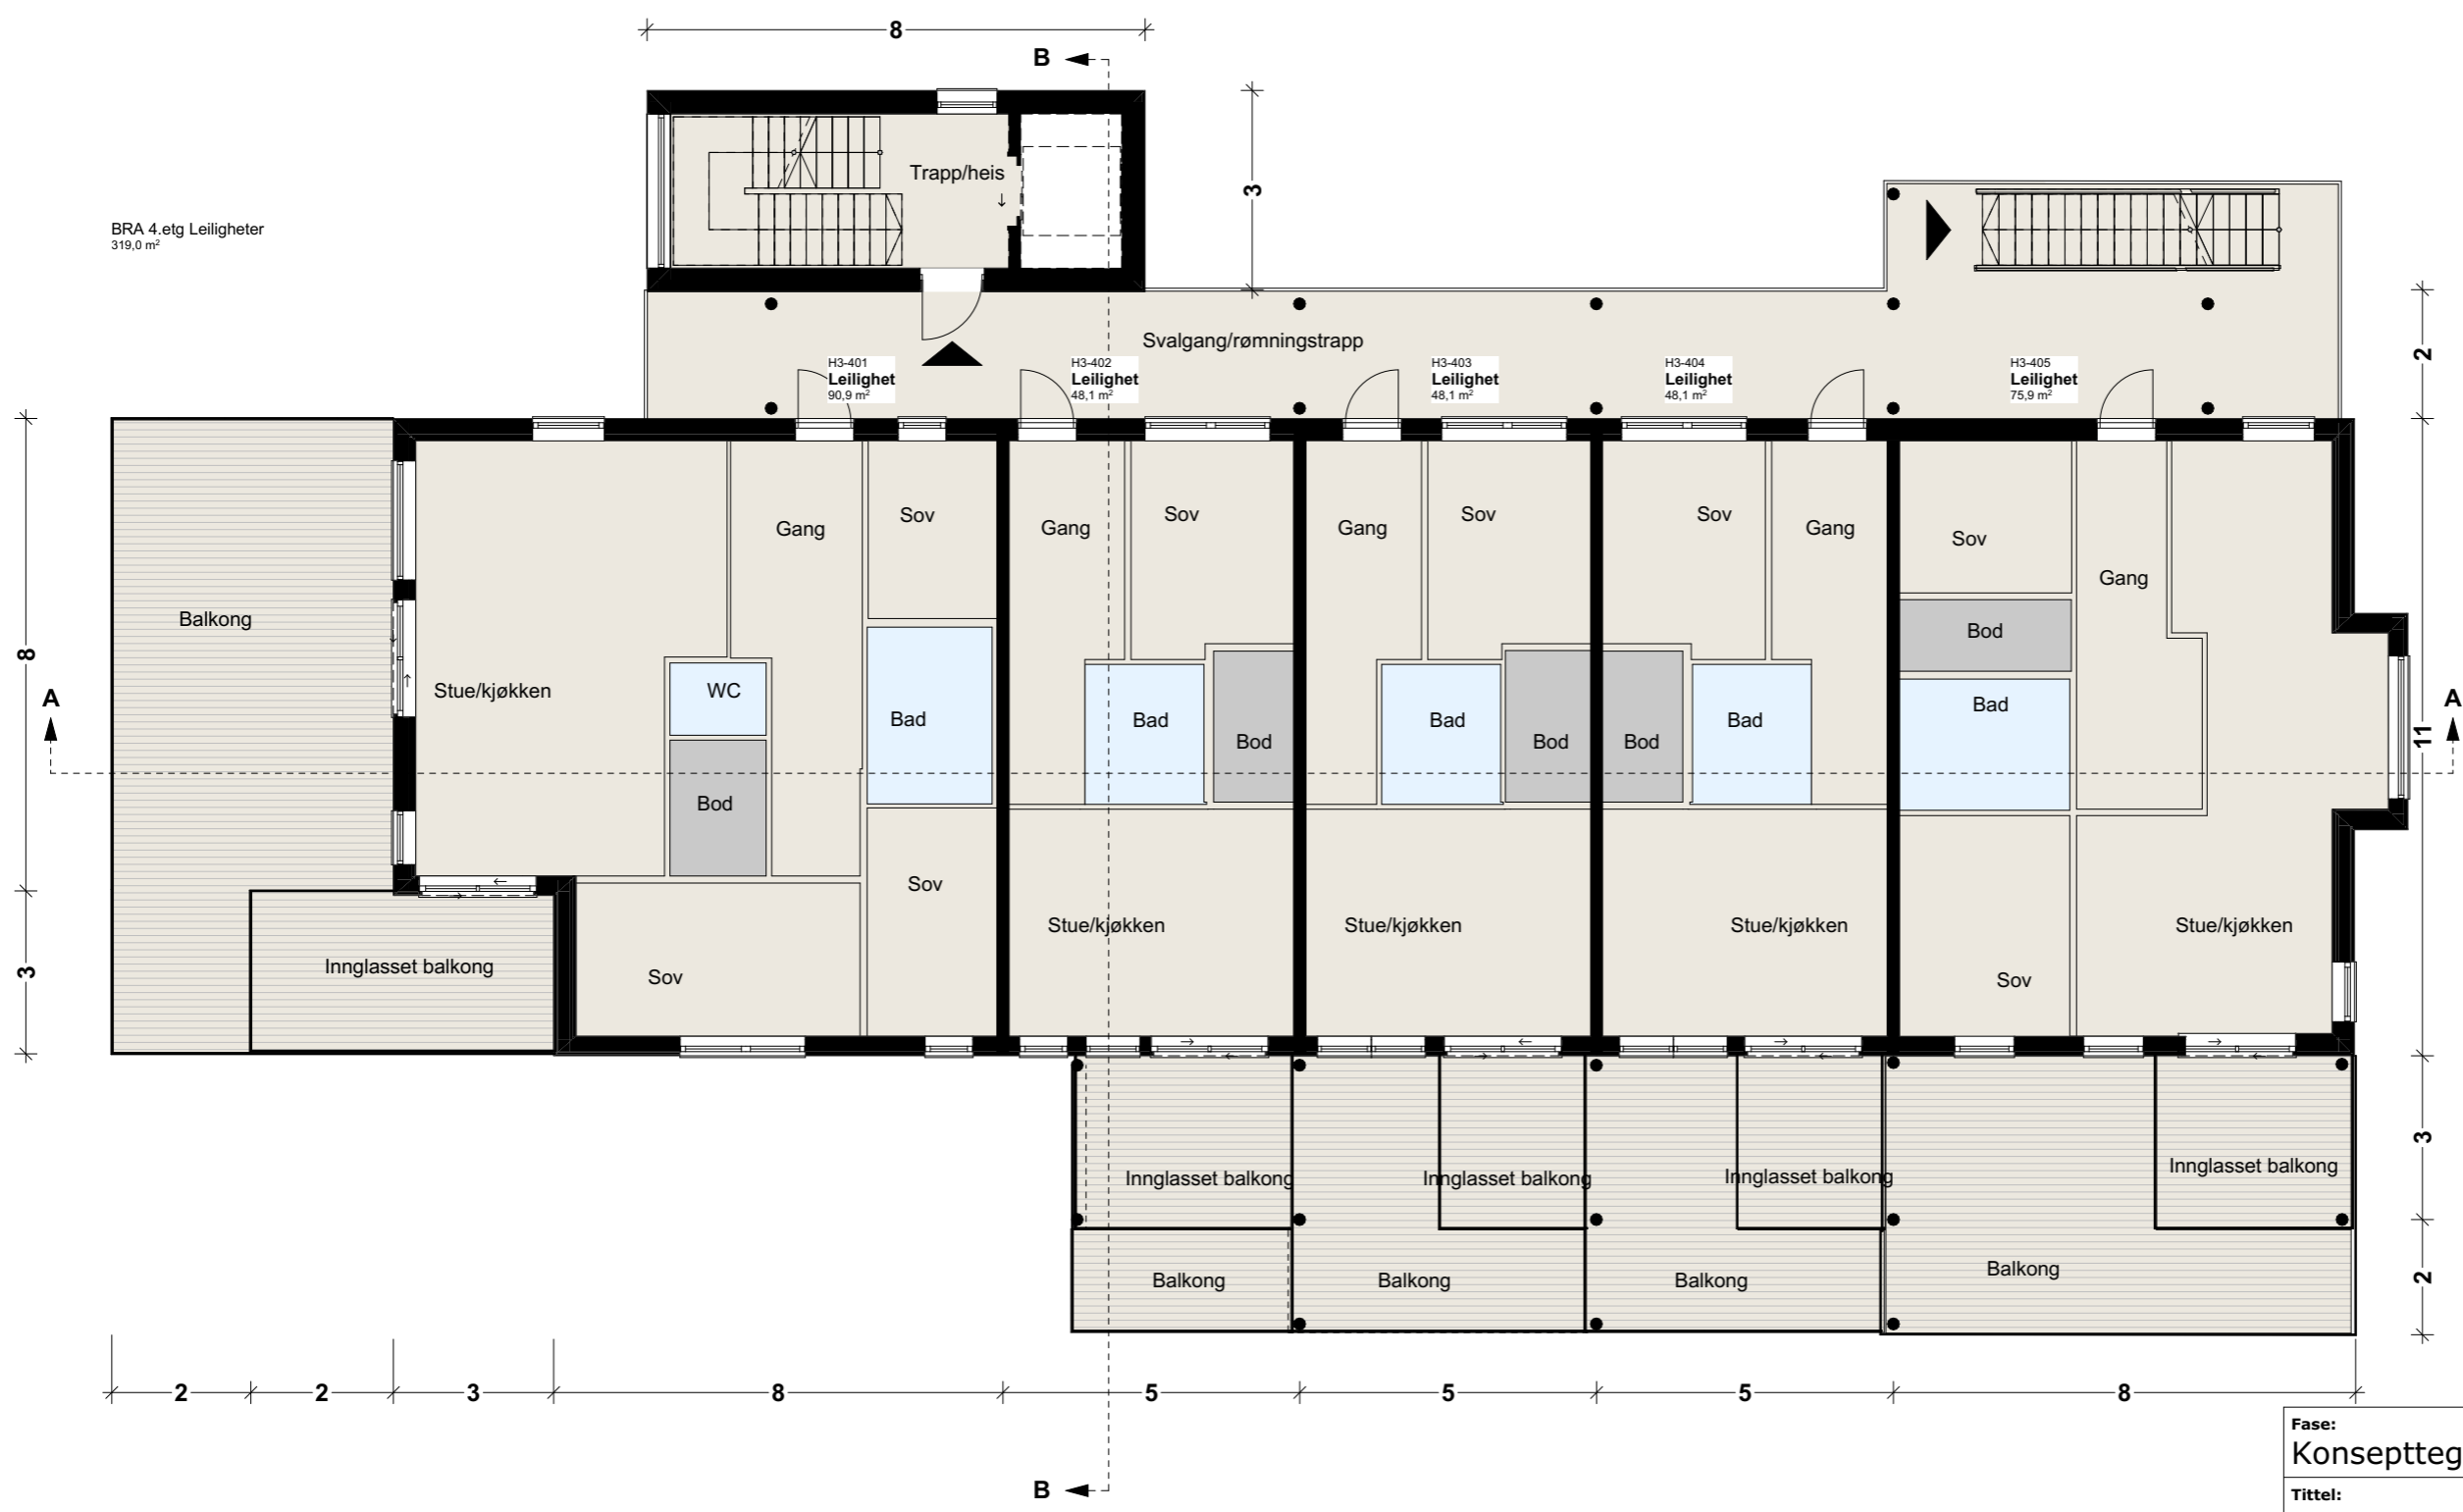 8
B
3
Trapp/heis
BRA 4.etg Leiligheter
319,0 m²
Svalgang/rømningstrapp
2
H3-401
Leilighet
90,9 m²
H3-402
Leilighet
48,1 m²
H3-403
Leilighet
48,1 m²
H3-404
Leilighet
48,1 m²
H3-405
Leilighet
75,9 m²
Gang
Sov
Gang
Sov
Gang
Sov
Sov
Gang
Sov
Gang
Balkong
Bod
8
Stue/kjøkken
WC
Bad
Bad
Bod
Bad
Bod
Bod
Bad
Bad
A
A
11
Bod
Sov
Stue/kjøkken
Stue/kjøkken
Stue/kjøkken
Stue/kjøkken
3
Innglasset balkong
Sov
Sov
3
Innglasset balkong
Innglasset balkong
Innglasset balkong
Innglasset balkong
Balkong
Balkong
Balkong
Balkong
2
2
2
3
8
5
5
5
8
B
Fase:
Konseptteg
Tittel: